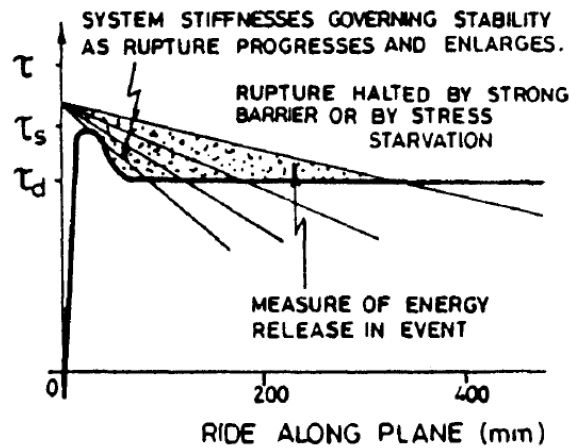 SYSTEM STIFFNESSES GOVERNING STABILITY
AS RUPTURE PROGRESSES AND ENLARGES.
τ
RUPTURE HALTED BY STRONG
BARRIER OR BY STRESS
STARVATION
τs
τd
MEASURE OF ENERGY
RELEASE IN EVENT
0
200
400
RIDE ALONG PLANE (mm)